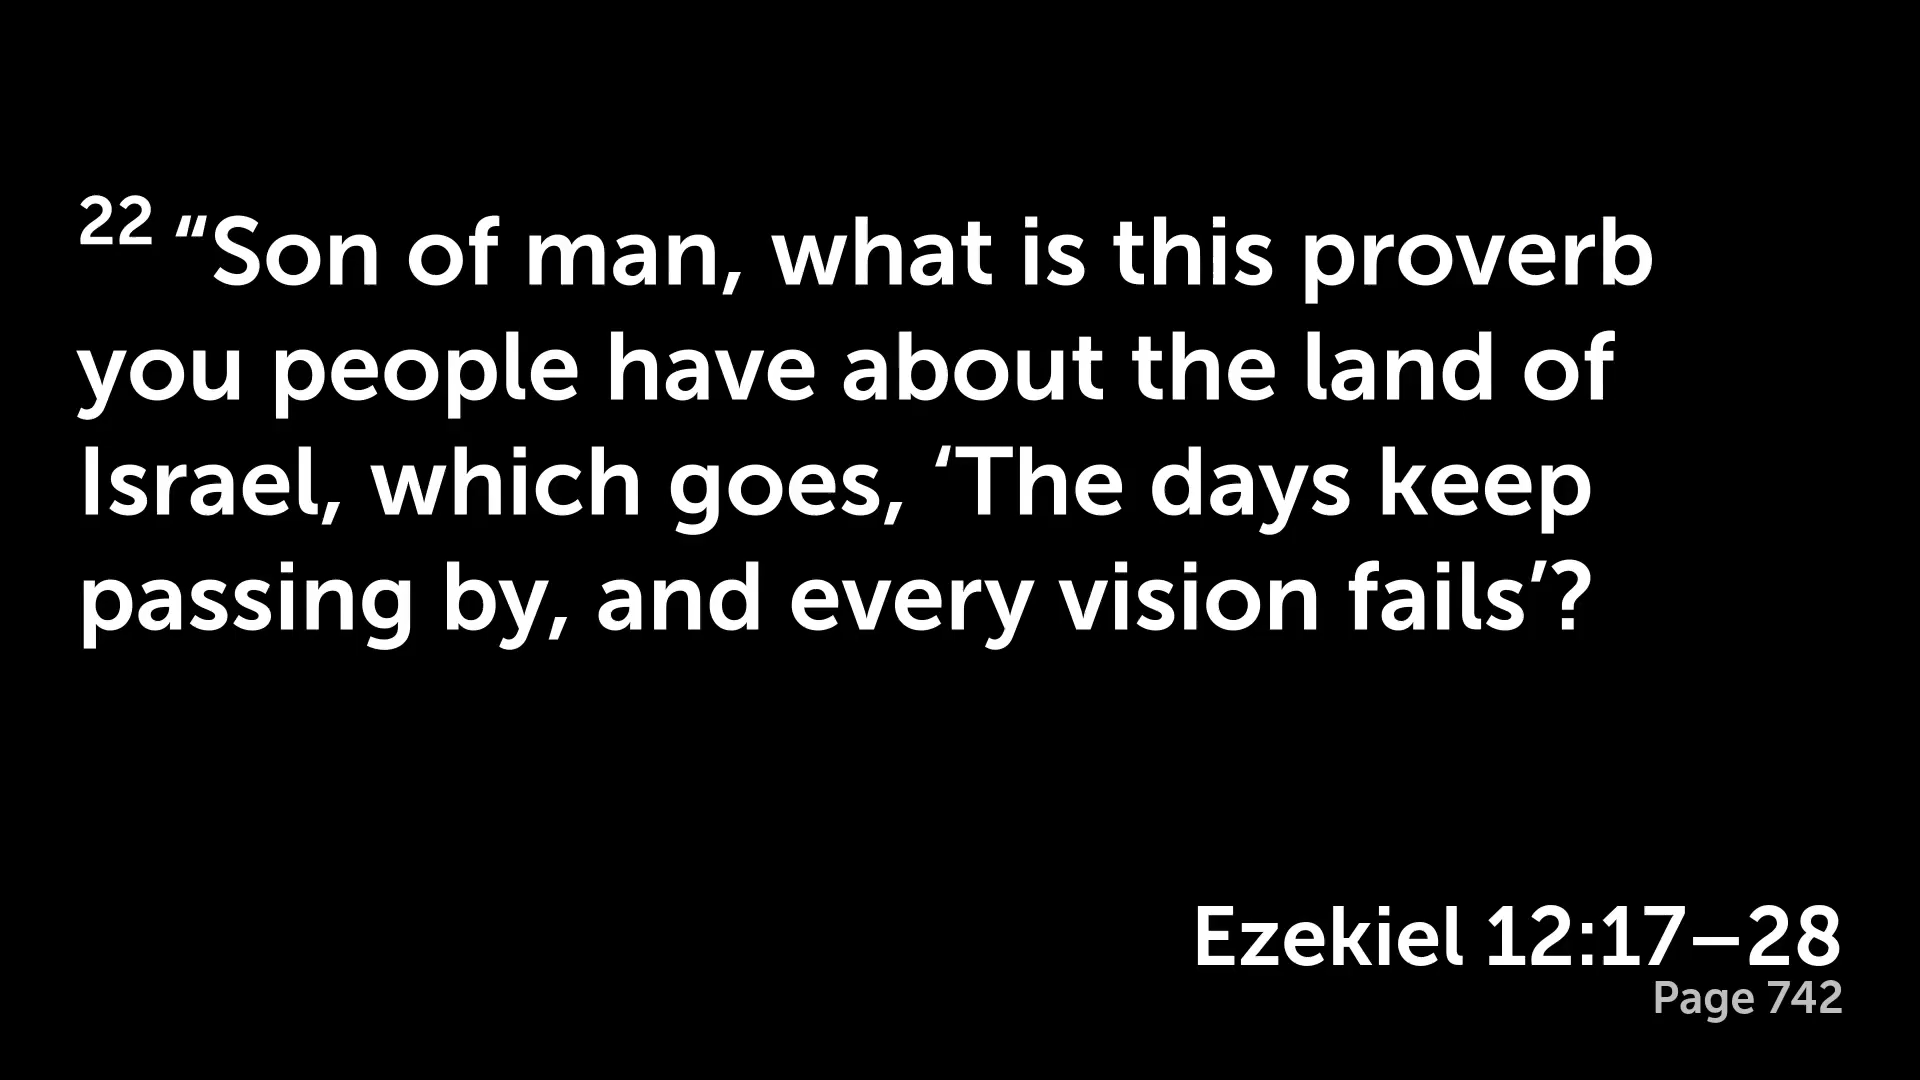 22 “Son of man, what is this proverb
you people have about the land of
Israel, which goes, ‘The days keep
passing by, and every vision fails’?
Ezekiel 12:17–28
Page 742